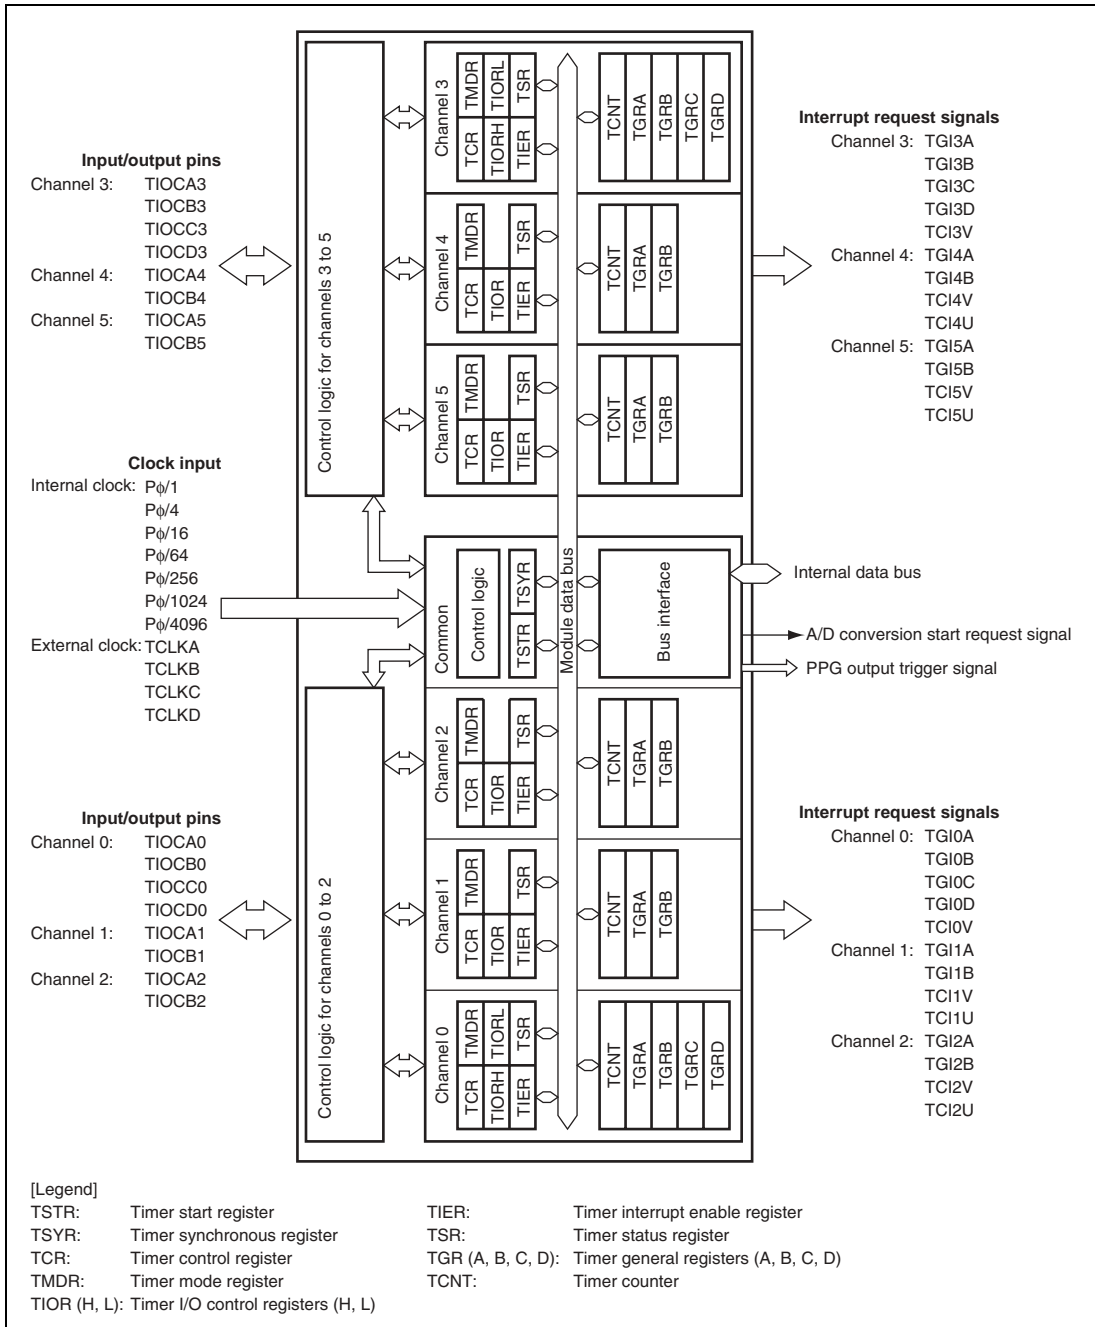 Input/output pins
Channel 3: TIOCA3
TIOCB3
TIOCC3
TIOCD3
Channel 4: TIOCA4
TIOCB4
Channel 5: TIOCA5
TIOCB5
Clock input
Internal clock: Pϕ/1
Pϕ/4
Pϕ/16
Pϕ/64
Pϕ/256
Pϕ/1024
Pϕ/4096
External clock: TCLKA
TCLKB
TCLKC
TCLKD
Input/output pins
Channel 0: TIOCA0
TIOCB0
TIOCC0
TIOCD0
Channel 1: TIOCA1
TIOCB1
Channel 2: TIOCA2
TIOCB2
Control logic for channels 3 to 5
Control logic for channels 0 to 2
Channel 3
TCR TMDR
TIORH TIORL
TIER TSR
TCNT
TGRA
TGRB
TGRC
TGRD
Channel 4
TCR TMDR
TIOR
TIER TSR
TCNT
TGRA
TGRB
Channel 5
TCR TMDR
TIOR
TIER TSR
TCNT
TGRA
TGRB
Common
Control logic
TSTR TSYR
Module data bus
Bus interface
Channel 2
TCR TMDR
TIOR
TIER TSR
TCNT
TGRA
TGRB
Channel 1
TCR TMDR
TIOR
TIER TSR
TCNT
TGRA
TGRB
Channel 0
TCR TMDR
TIORH TIORL
TIER TSR
TCNT
TGRA
TGRB
TGRC
TGRD
Interrupt request signals
Channel 3: TGI3A
TGI3B
TGI3C
TGI3D
TCI3V
Channel 4: TGI4A
TGI4B
TCI4V
TCI4U
Channel 5: TGI5A
TGI5B
TCI5V
TCI5U
Internal data bus
A/D conversion start request signal
PPG output trigger signal
Interrupt request signals
Channel 0: TGI0A
TGI0B
TGI0C
TGI0D
TCI0V
Channel 1: TGI1A
TGI1B
TCI1V
TCI1U
Channel 2: TGI2A
TGI2B
TCI2V
TCI2U
[Legend]
TSTR: Timer start register
TSYR: Timer synchronous register
TCR: Timer control register
TMDR: Timer mode register
TIOR (H, L): Timer I/O control registers (H, L)
TIER: Timer interrupt enable register
TSR: Timer status register
TGR (A, B, C, D): Timer general registers (A, B, C, D)
TCNT: Timer counter